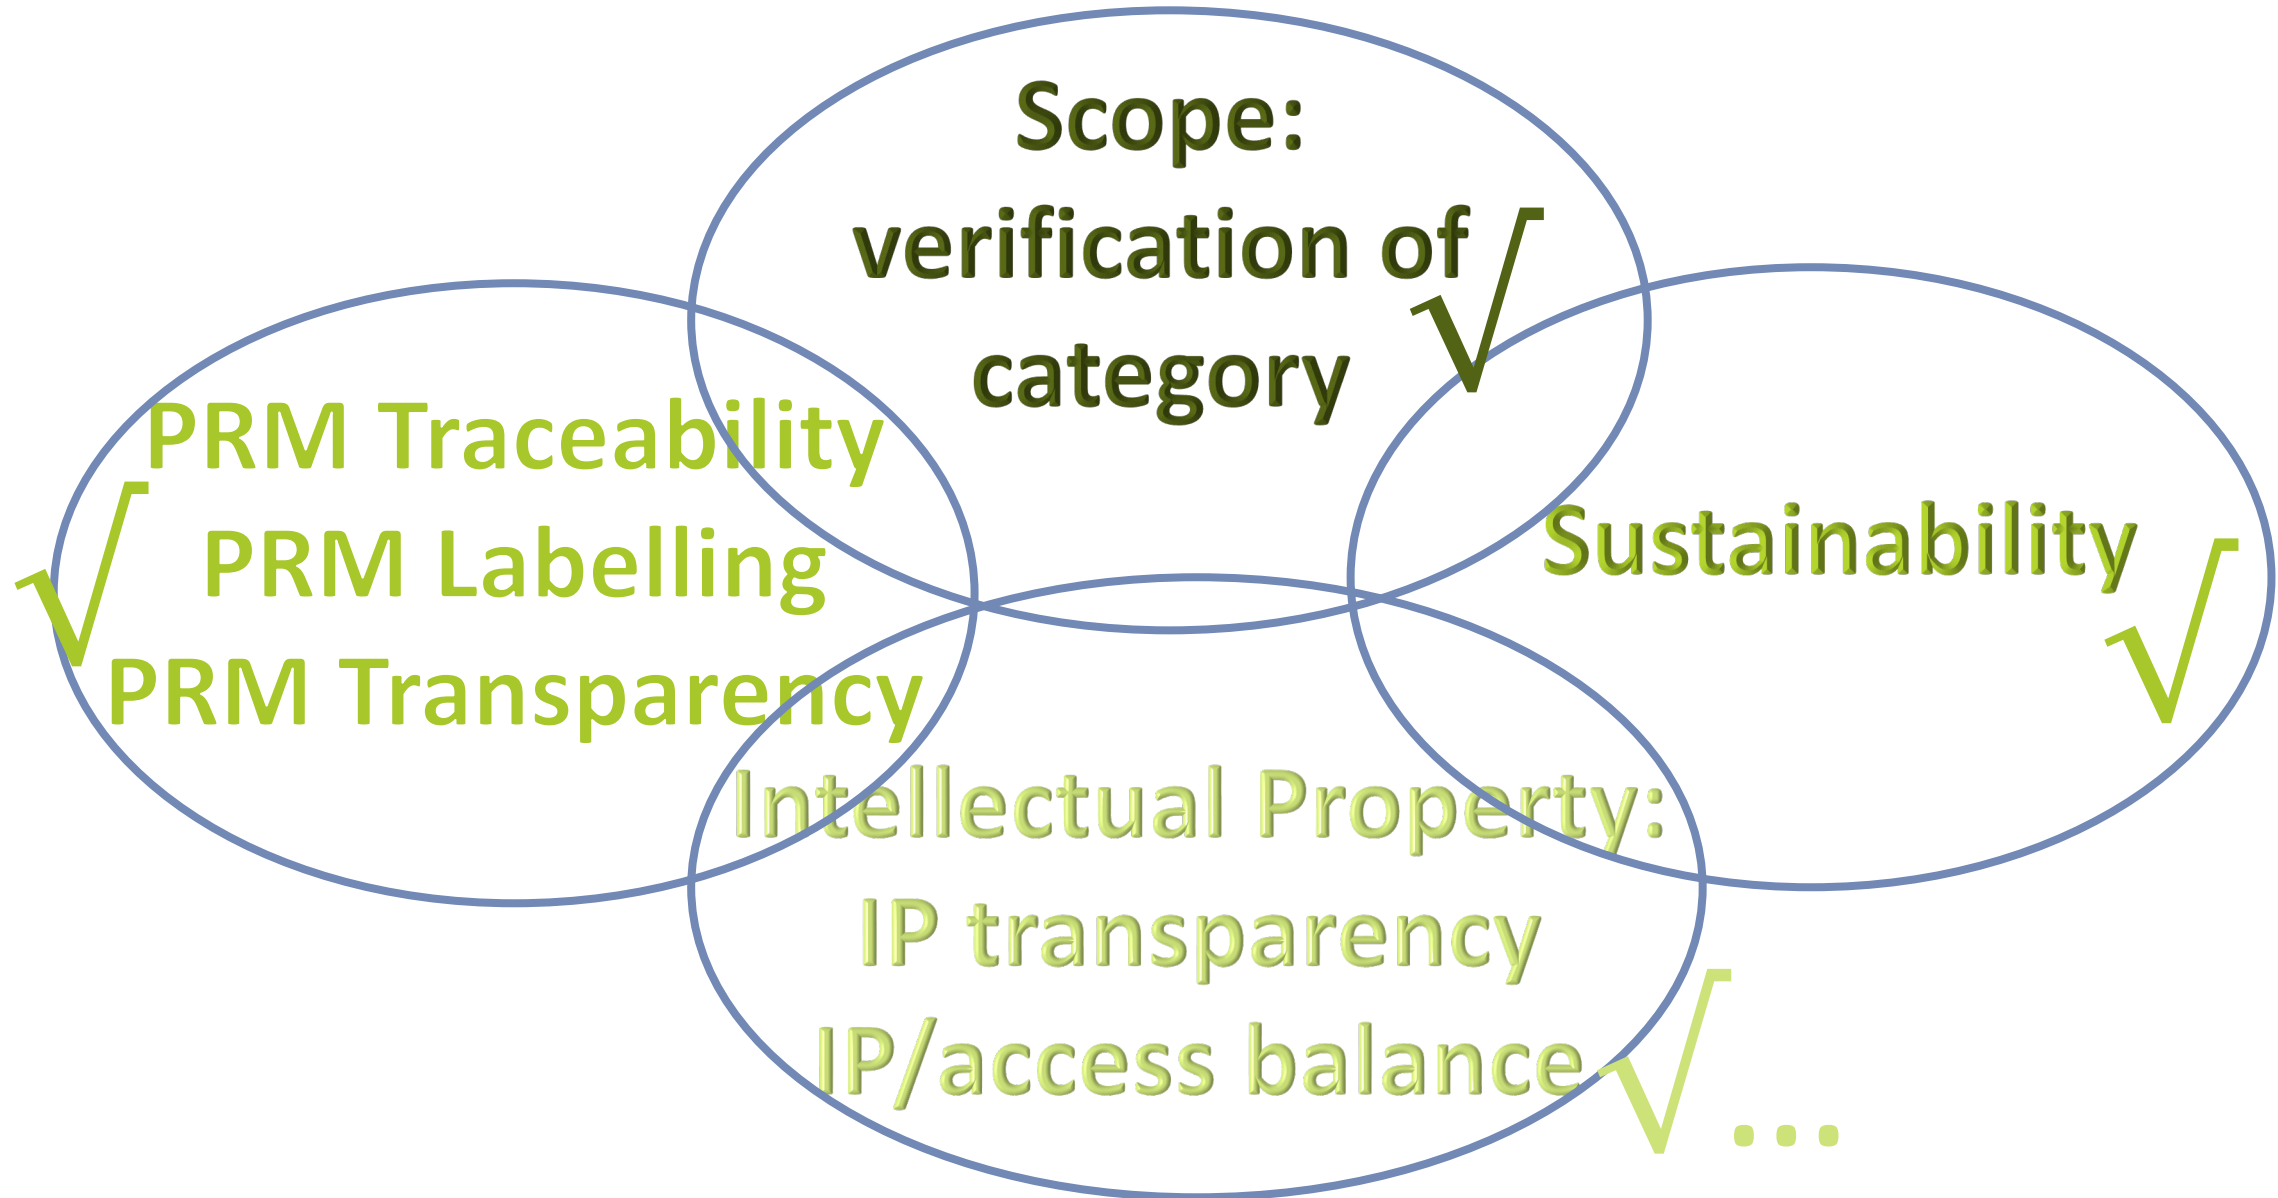 Scope:
verification of
category √
PRM Traceability
PRM Labelling
PRM Transparency
√
Sustainability
√
Intellectual Property:
IP transparency
IP/access balance
√...